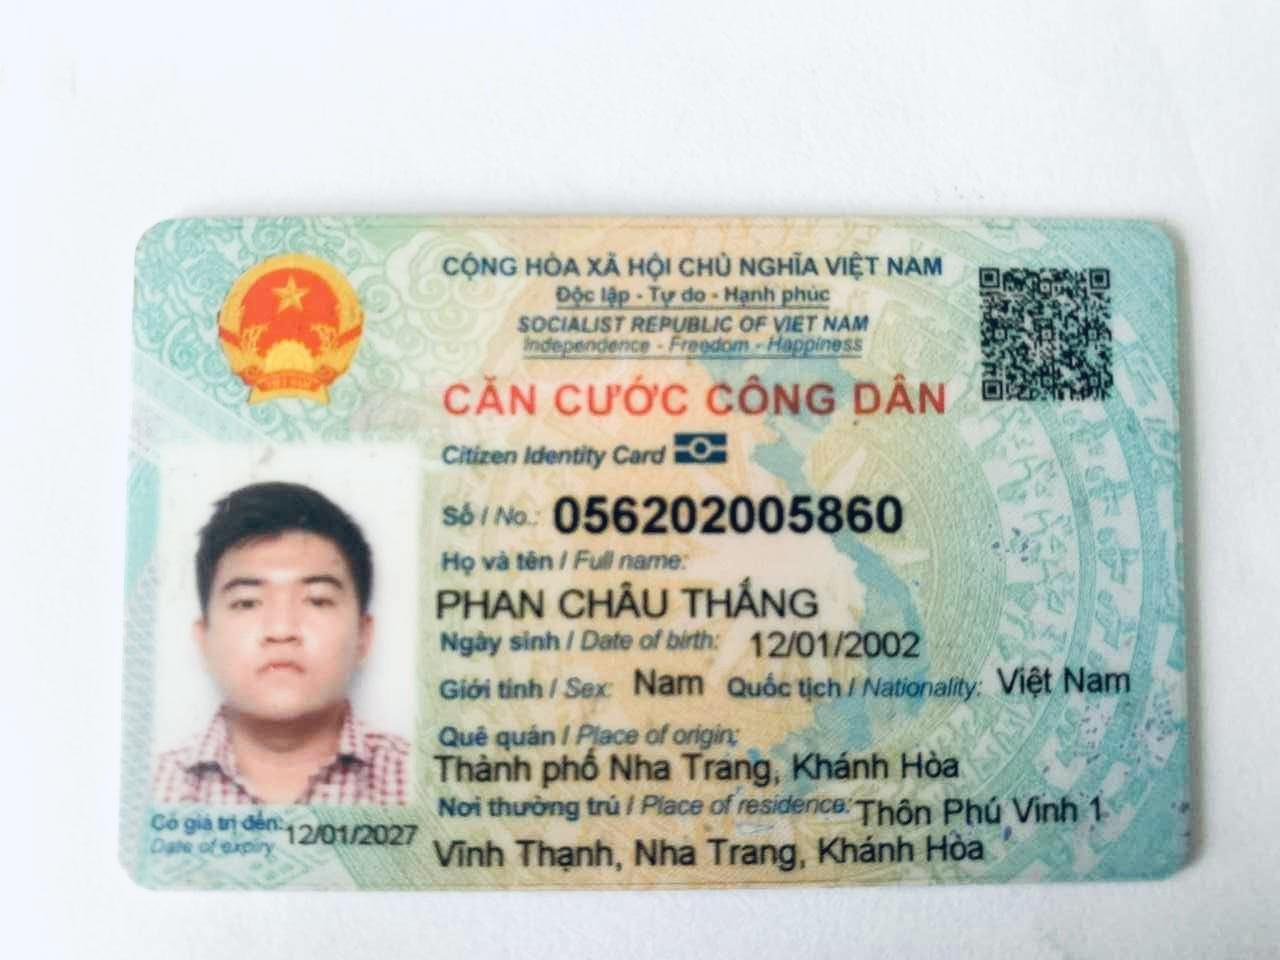 CỘNG HÒA XÃ HỘI CHỦ NGHĨA VIỆT NAM
Độc lập - Tự do - Hạnh phúc
SOCIALIST REPUBLIC OF VIET NAM
Independence - Freedom - Happiness
CĂN CƯỚC CÔNG DÂN
Citizen Identity Card
Số / No.: 056202005860
Họ và tên / Full name:
PHAN CHÂU THẮNG
Ngày sinh / Date of birth: 12/01/2002
Giới tính / Sex: Nam Quốc tịch / Nationality: Việt Nam
Quê quán / Place of origin:
Thành phố Nha Trang, Khánh Hòa
Nơi thường trú / Place of residence: Thôn Phú Vinh 1
Vĩnh Thạnh, Nha Trang, Khánh Hòa
Có giá trị đến: 12/01/2027
Date of expiry